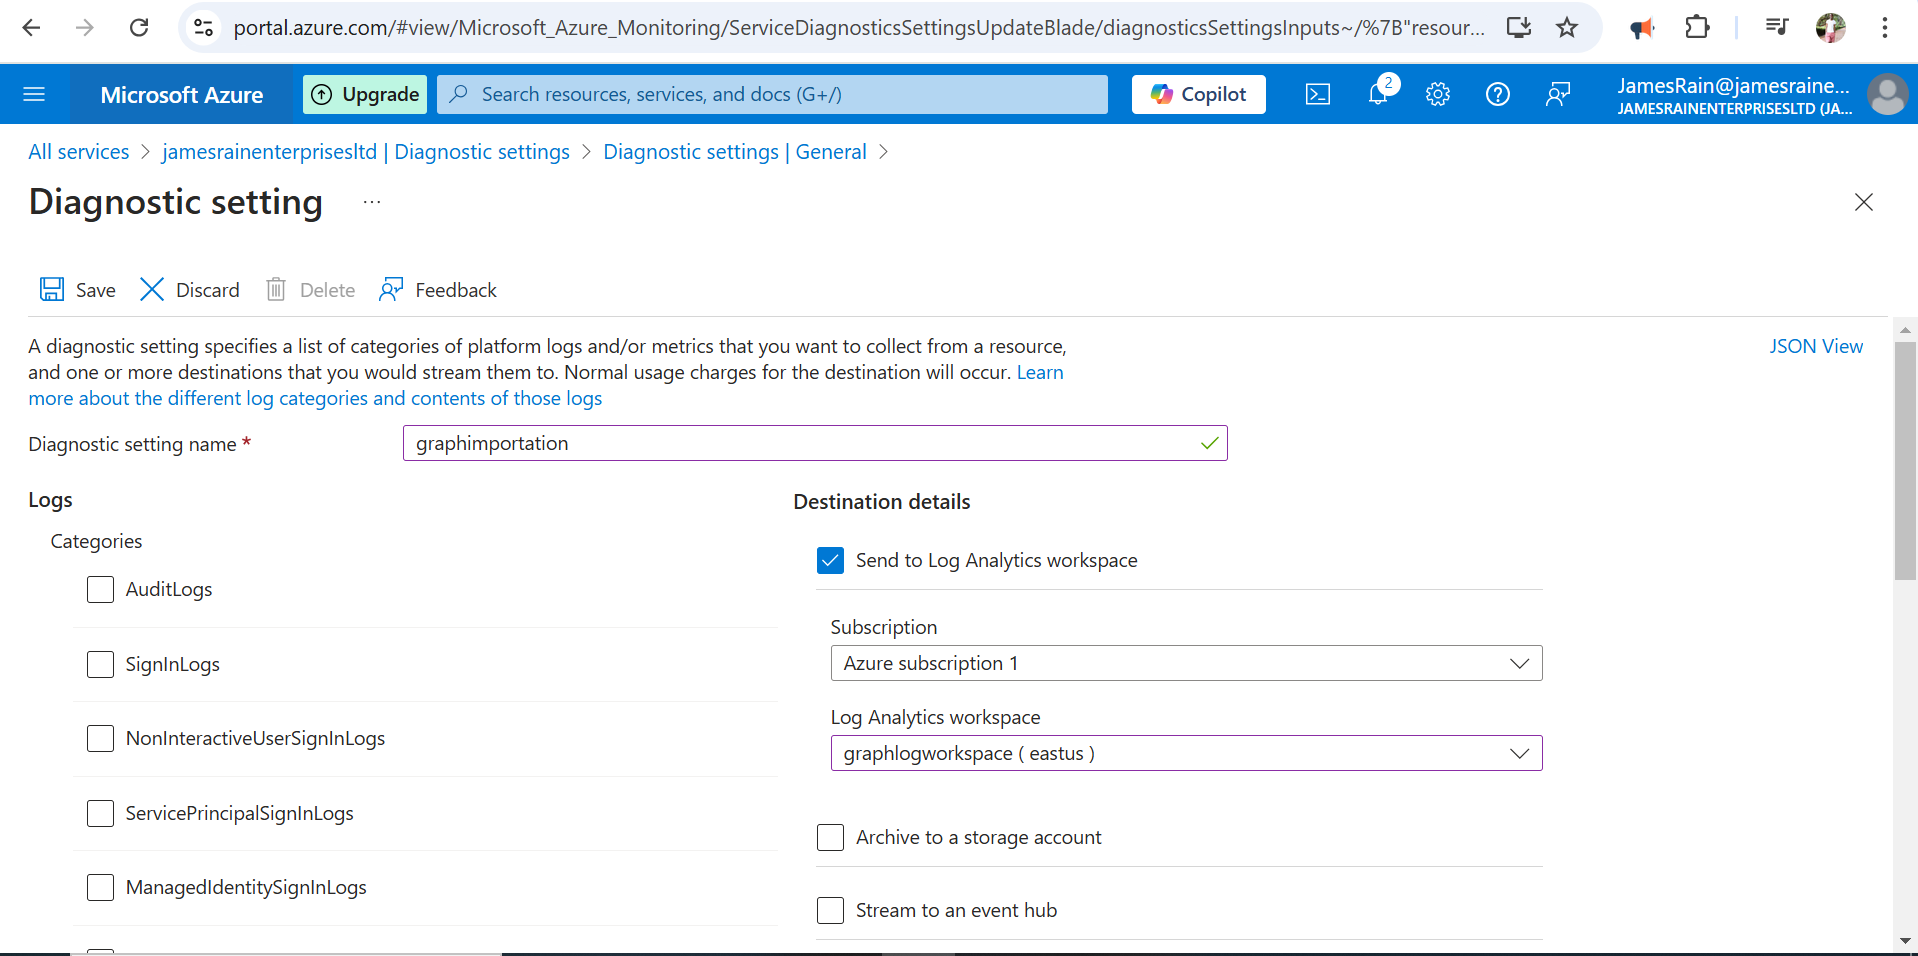 portal.azure.com/#view/Microsoft_Azure_Monitoring/ServiceDiagnosticsSettingsUpdateBlade/diagnosticsSettingsInputs~/%7B"resour...
Microsoft Azure
Upgrade
Search resources, services, and docs (G+/)
Copilot
2
JamesRain@jamesraine...
JAMESRAINENTERPRISESLTD (JA...
All services > jamesrainenterprisesltd | Diagnostic settings > Diagnostic settings | General >
Diagnostic setting ...
Save
Discard
Delete
Feedback
A diagnostic setting specifies a list of categories of platform logs and/or metrics that you want to collect from a resource,
and one or more destinations that you would stream them to. Normal usage charges for the destination will occur. Learn
more about the different log categories and contents of those logs
JSON View
Diagnostic setting name *
graphimportation
Logs
Categories
AuditLogs
SignInLogs
NonInteractiveUserSignInLogs
ServicePrincipalSignInLogs
ManagedIdentitySignInLogs
Destination details
Send to Log Analytics workspace
Subscription
Azure subscription 1
Log Analytics workspace
graphlogworkspace ( eastus )
Archive to a storage account
Stream to an event hub